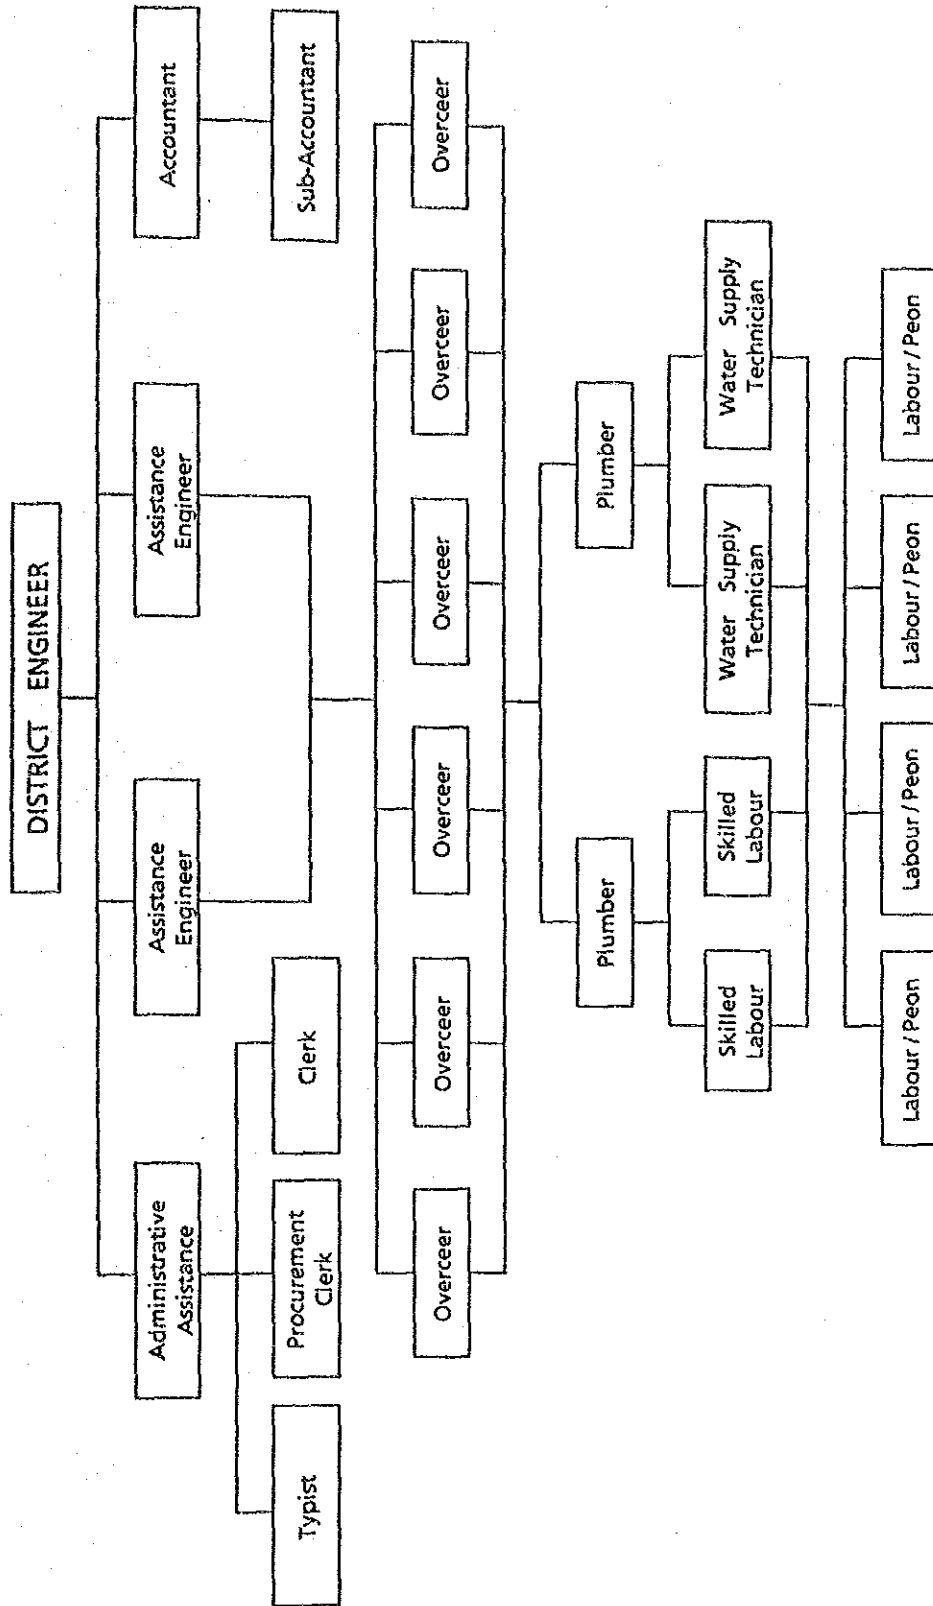 DISTRICT ENGINEER
Administrative
Assistance
Assistance
Engineer
Assistance
Engineer
Accountant
Typist
Procurement
Clerk
Clerk
Sub-Accountant
Overceer
Overceer
Overceer
Overceer
Overceer
Overceer
Plumber
Plumber
Skilled
Labour
Skilled
Labour
Water Supply
Technician
Water Supply
Technician
Labour / Peon
Labour / Peon
Labour / Peon
Labour / Peon